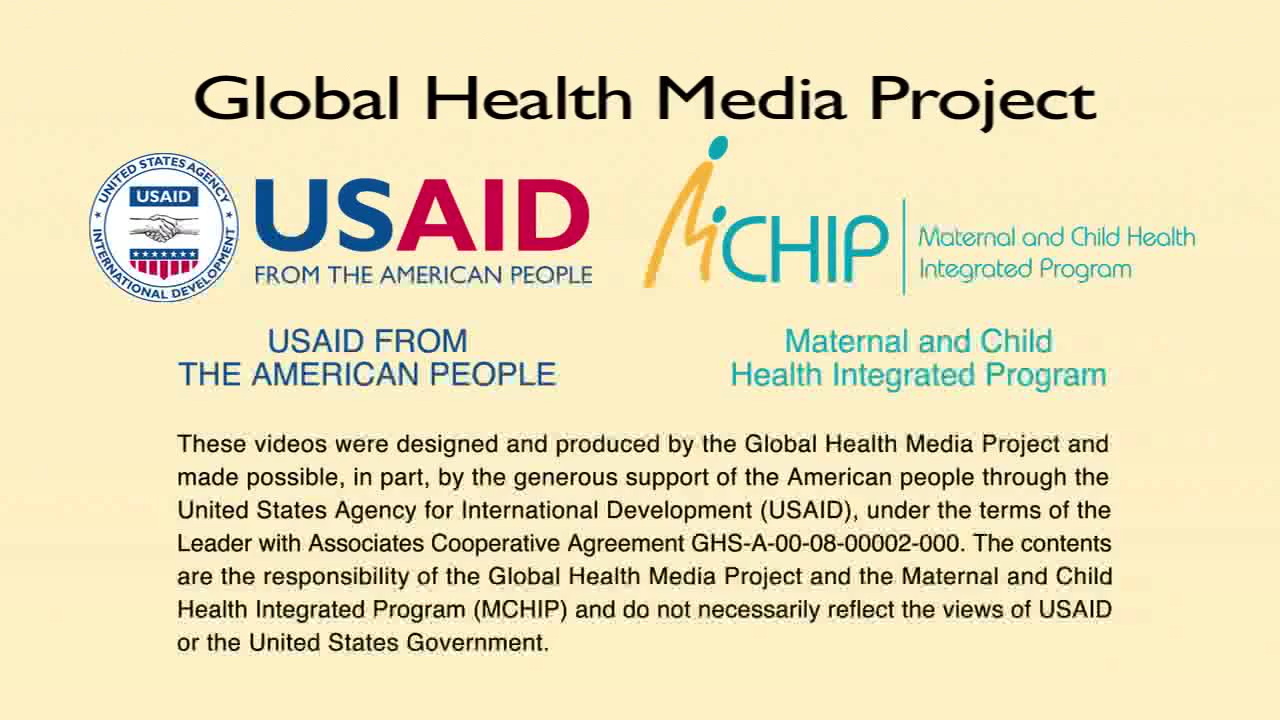 Global Health Media Project
UNITED STATES AGENCY
USAID
INTERNATIONAL DEVELOPMENT
USAID
FROM THE AMERICAN PEOPLE
MCHIP
Maternal and Child Health
Integrated Program
USAID FROM
THE AMERICAN PEOPLE
Maternal and Child
Health Integrated Program
These videos were designed and produced by the Global Health Media Project and
made possible, in part, by the generous support of the American people through the
United States Agency for International Development (USAID), under the terms of the
Leader with Associates Cooperative Agreement GHS-A-00-08-00002-000. The contents
are the responsibility of the Global Health Media Project and the Maternal and Child
Health Integrated Program (MCHIP) and do not necessarily reflect the views of USAID
or the United States Government.